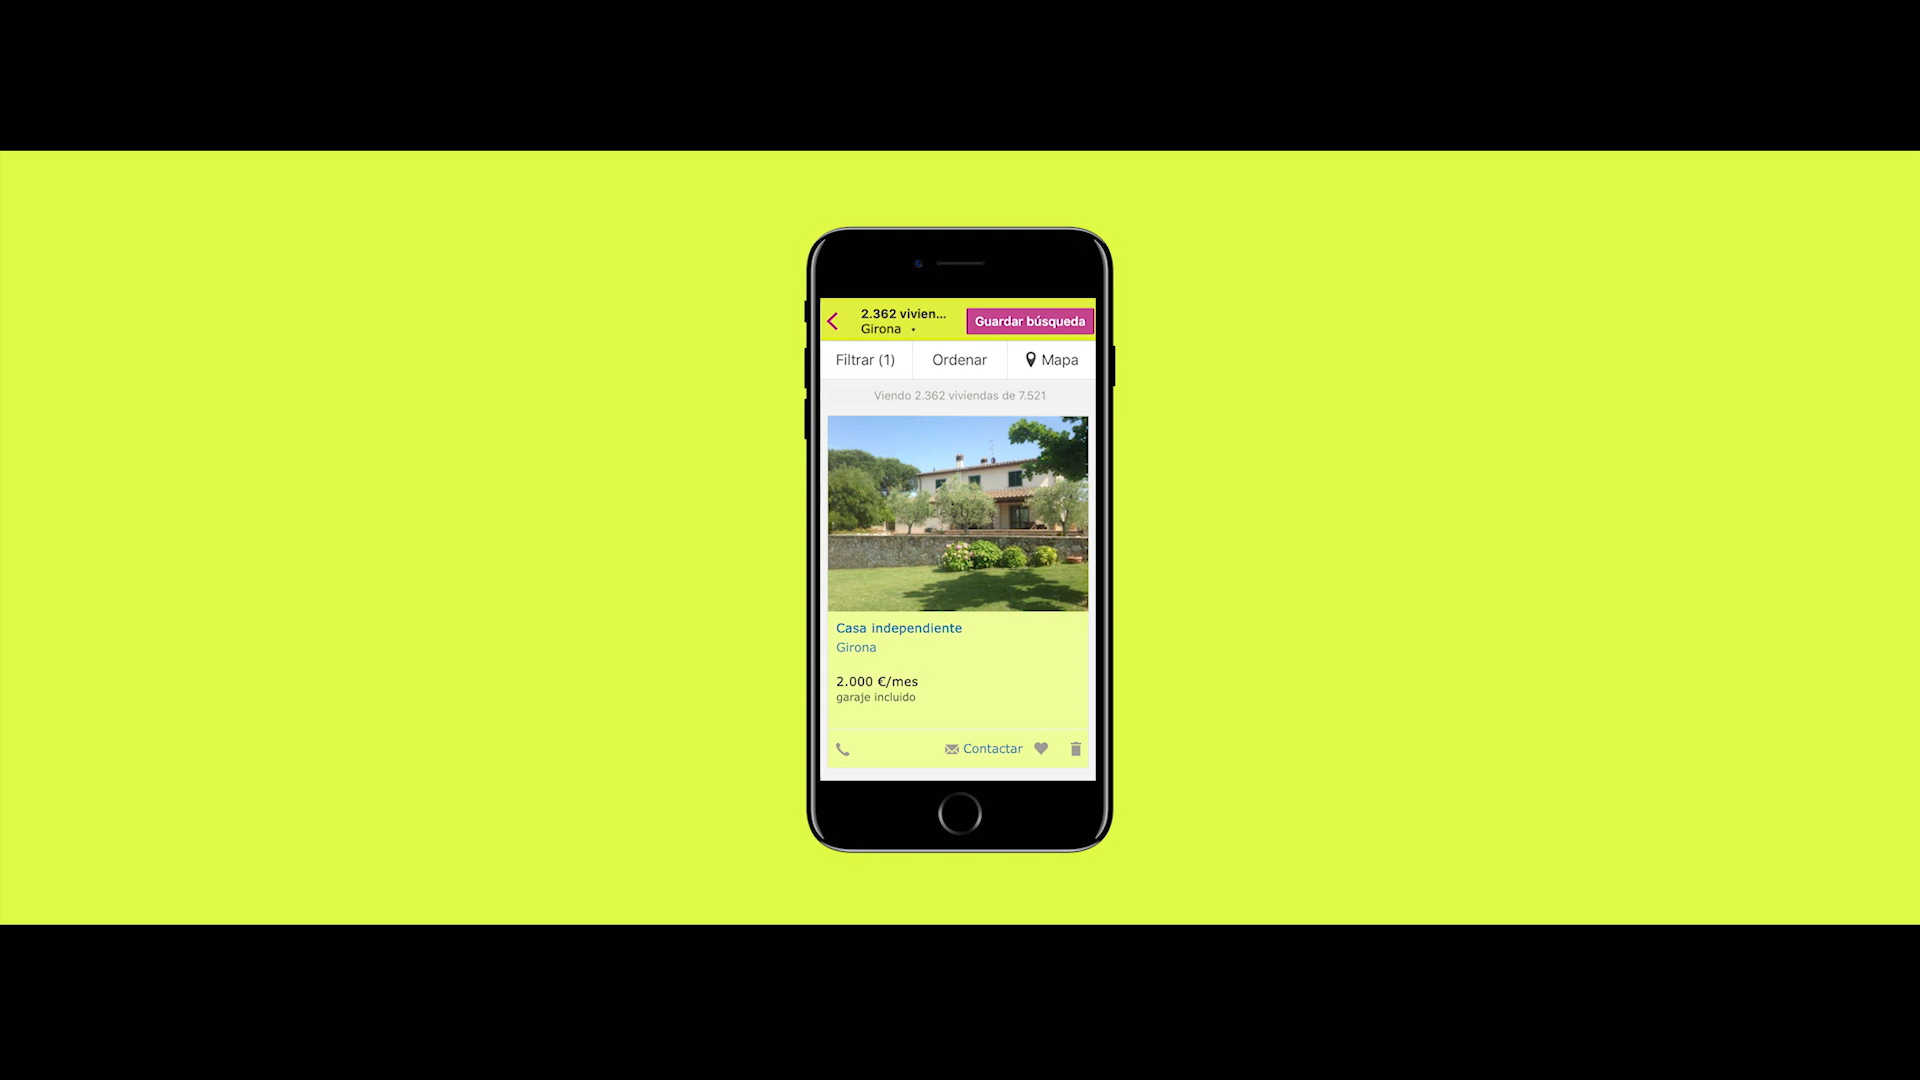 2.362 vivien...
Girona
Guardar búsqueda
Filtrar (1)
Ordenar
Mapa
Viendo 2.362 viviendas de 7.521
Casa independiente
Girona
2.000 €/mes
garaje incluido
Contactar